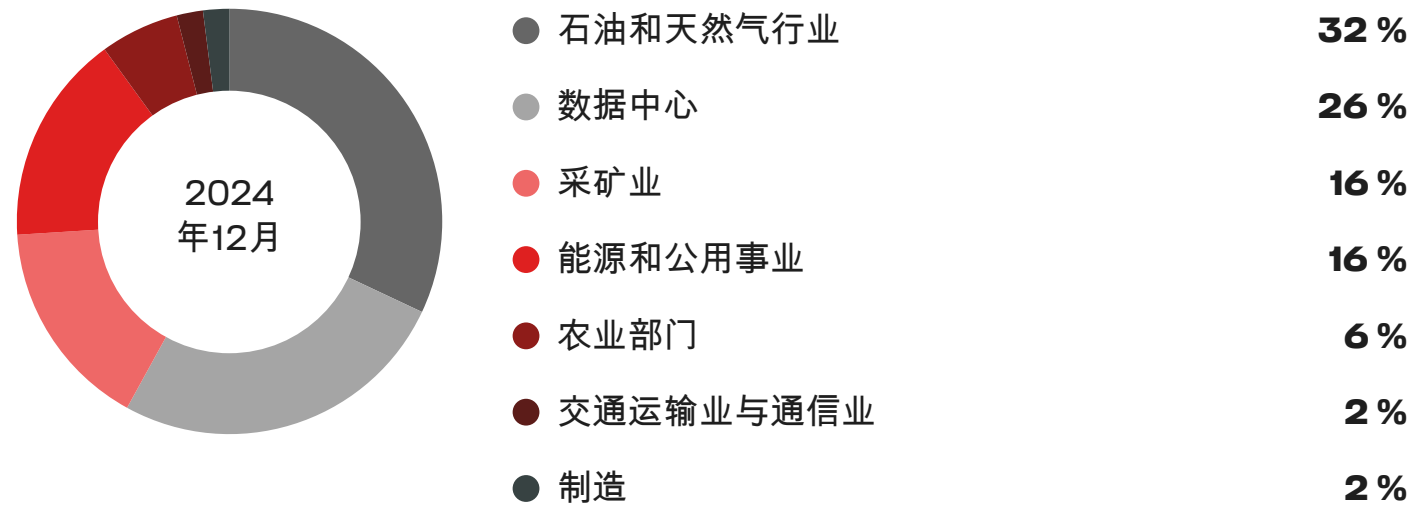 2024
年12月
石油和天然气行业 32 %
数据中心 26 %
采矿业 16 %
能源和公用事业 16 %
农业部门 6 %
交通运输业与通信业 2 %
制造 2 %